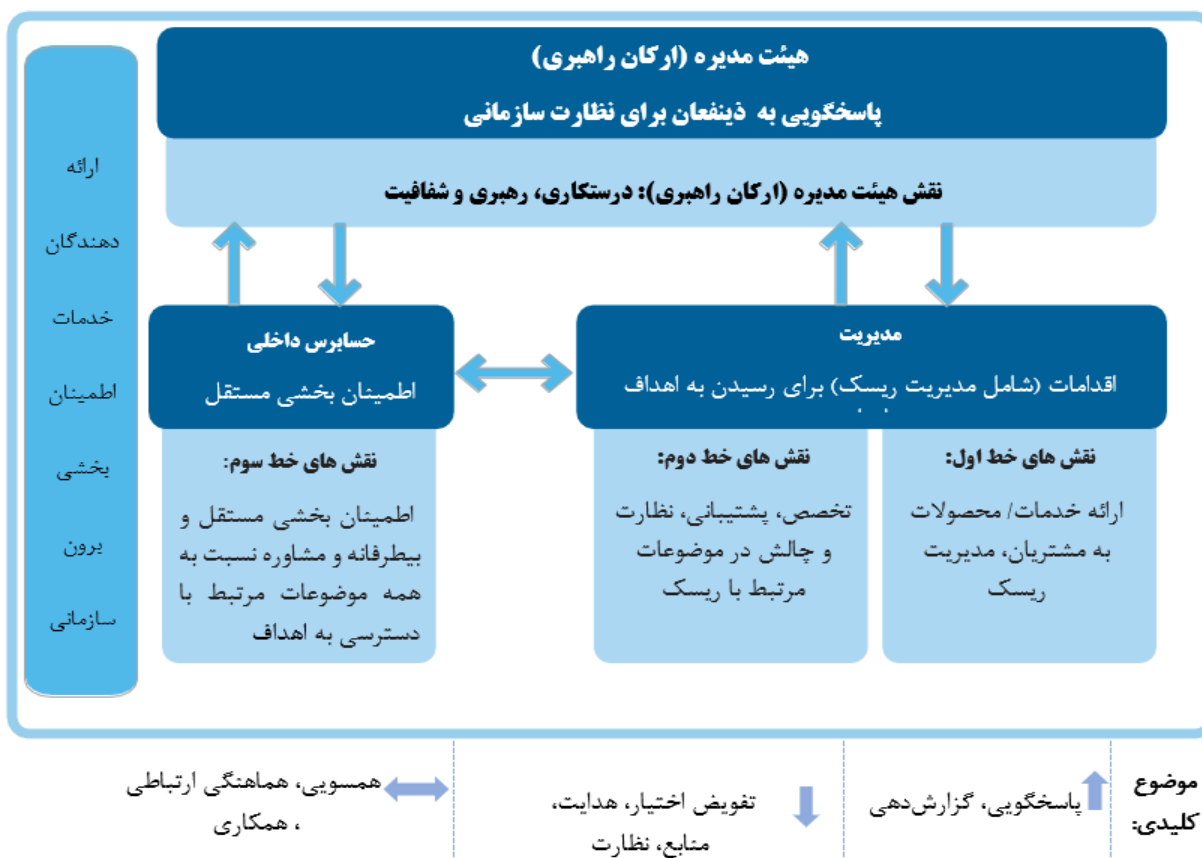 هیئت مدیره (ارکان راهبری)
پاسخگویی به ذینفعان برای نظارت سازمانی
نقش هیئت مدیره (ارکان راهبری): درستکاری، رهبری و شفافیت
مدیریت
اقدامات (شامل مدیریت ریسک) برای رسیدن به اهداف
نقش های خط اول:
ارائه خدمات/ محصولات
به مشتریان، مدیریت
ریسک
نقش های خط دوم:
تخصص، پشتیبانی، نظارت
و چالش در موضوعات
مرتبط با ریسک
حسابرس داخلی
اطمینان بخشی مستقل
نقش های خط سوم:
اطمینان بخشی مستقل و
بیطرفانه و مشاوره نسبت به
همه موضوعات مرتبط با
دسترسی به اهداف
ارائه
دهندگان
خدمات
اطمینان
بخشی
برون
سازمانی
موضوع
کلیدی:
پاسخگویی، گزارش‌دهی
تفویض اختیار، هدایت،
منابع، نظارت
همسویی، هماهنگی ارتباطی
، همکاری